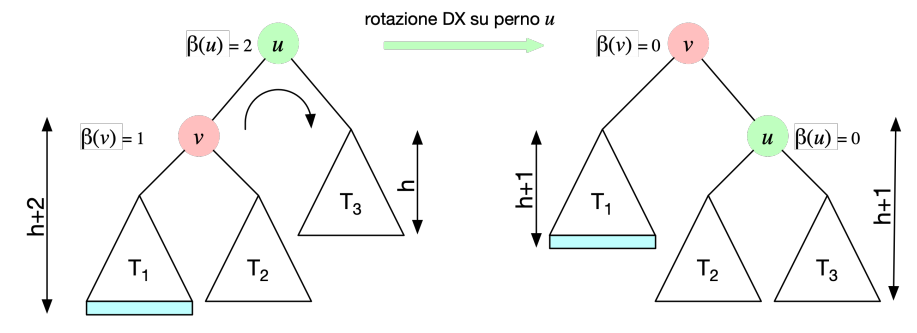 rotazione DX su perno u
β(u) = 2
u
β(v) = 0
v
β(v) = 1
v
u
β(u) = 0
h+2
h
h+1
h+1
T₃
T₁
T₁
T₂
T₂
T₃